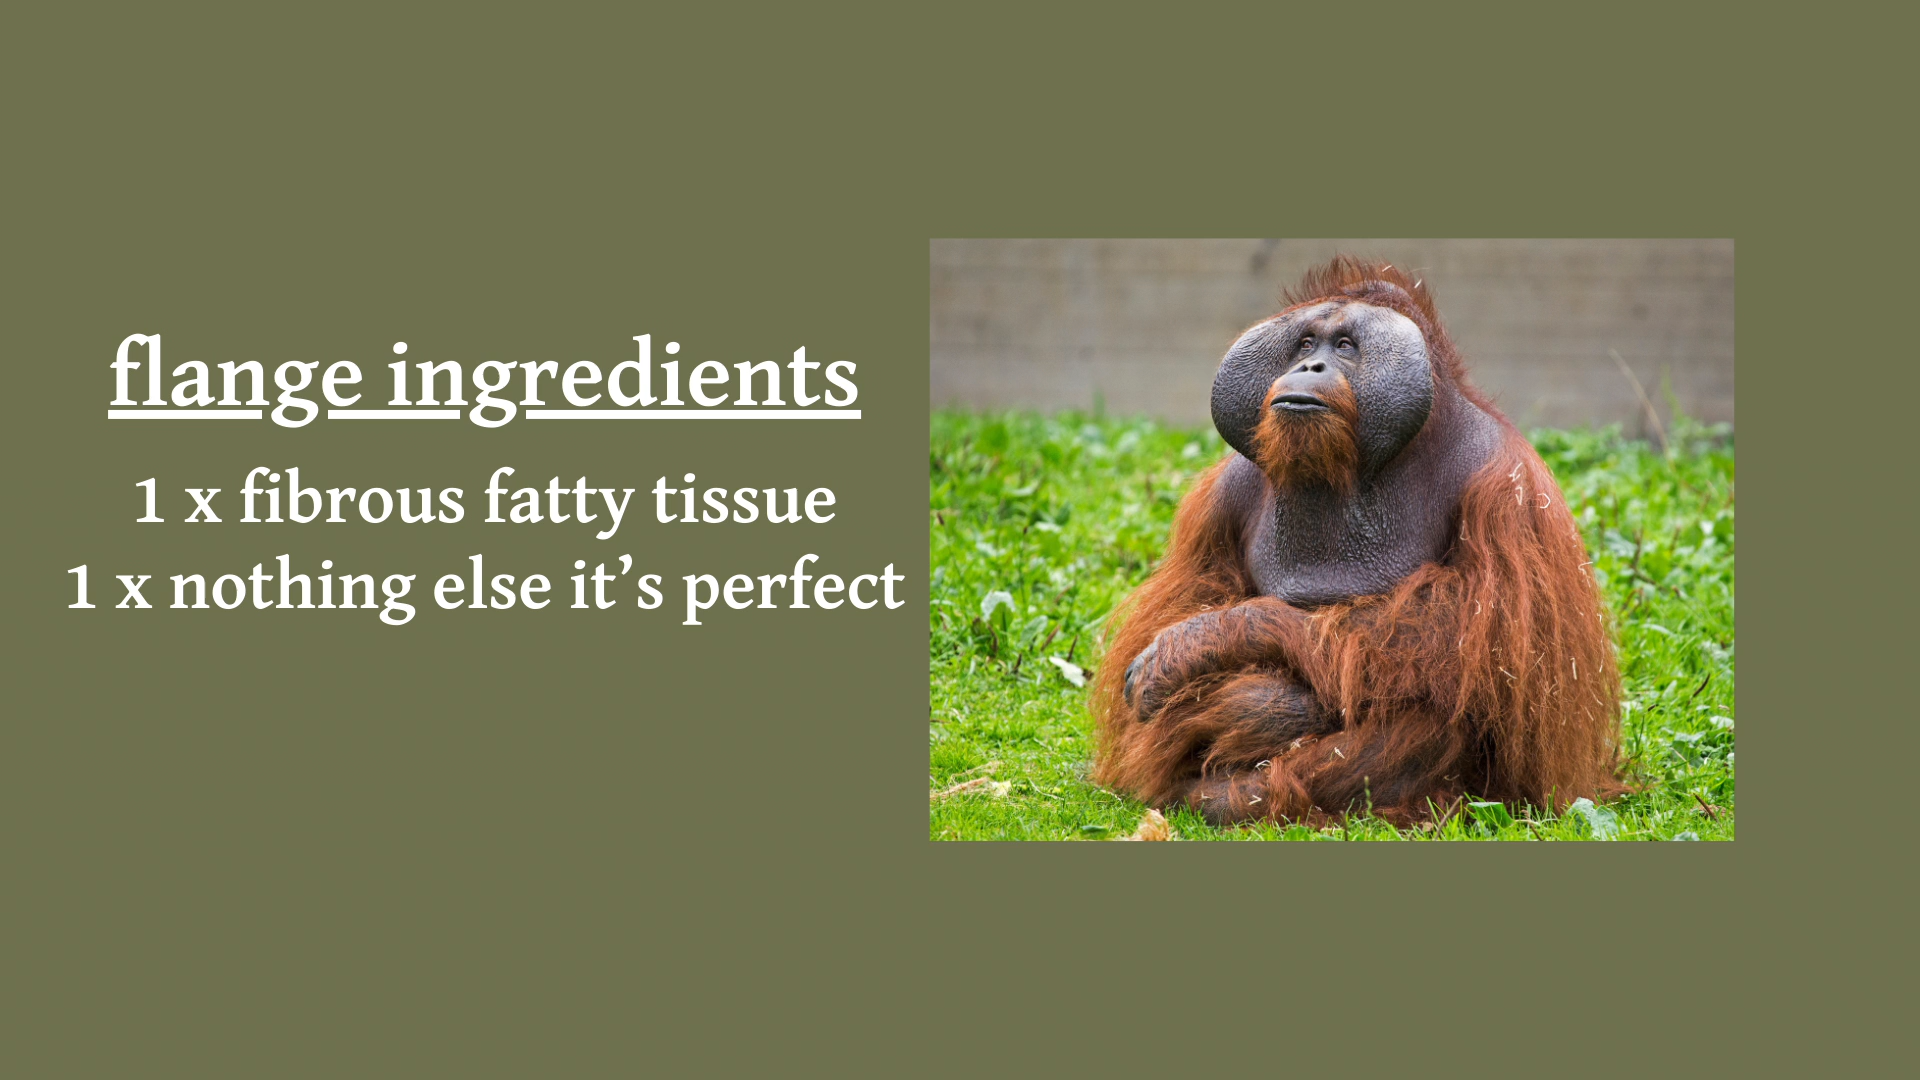 flange ingredients
1 x fibrous fatty tissue
1 x nothing else it’s perfect